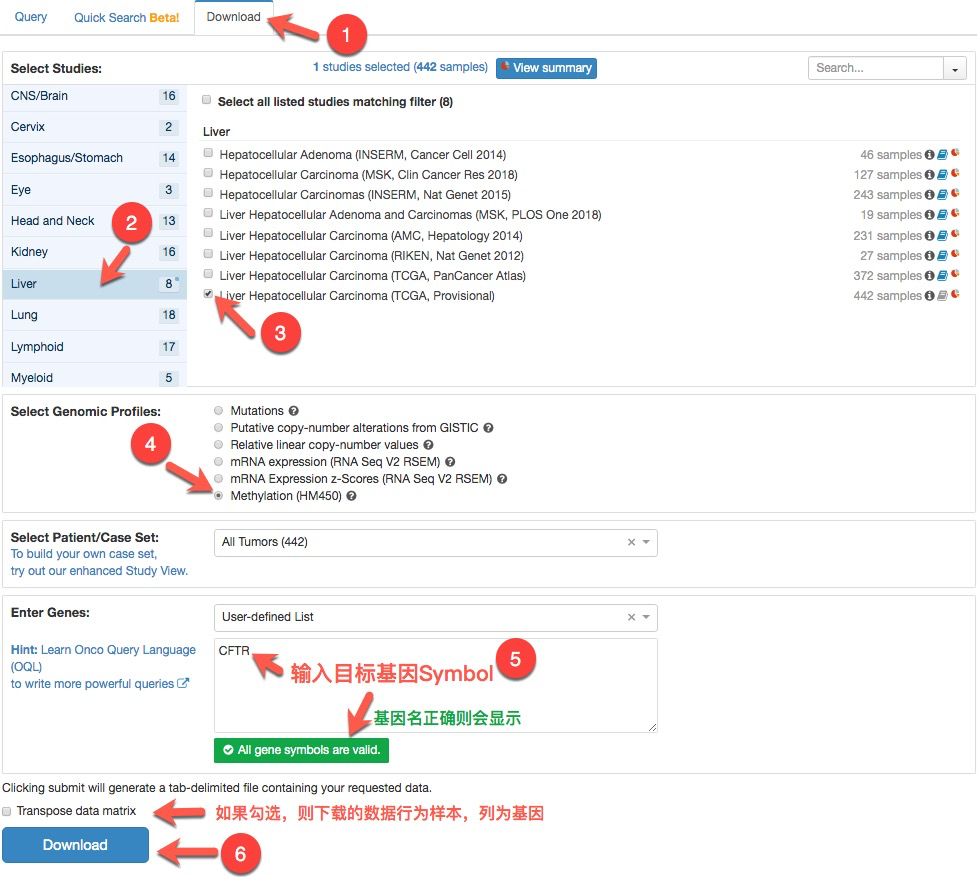 Query Quick Search Beta! Download
1
Select Studies: 1 studies selected (442 samples) View summary Search...
CNS/Brain 16
Cervix 2
Esophagus/Stomach 14
Eye 3
Head and Neck 13
Kidney 16
Liver 8
Lung 18
Lymphoid 17
Myeloid 5
2
Select all listed studies matching filter (8)
Liver
Hepatocellular Adenoma (INSERM, Cancer Cell 2014) 46 samples
Hepatocellular Carcinoma (MSK, Clin Cancer Res 2018) 127 samples
Hepatocellular Carcinomas (INSERM, Nat Genet 2015) 243 samples
Liver Hepatocellular Adenoma and Carcinomas (MSK, PLOS One 2018) 19 samples
Liver Hepatocellular Carcinoma (AMC, Hepatology 2014) 231 samples
Liver Hepatocellular Carcinoma (RIKEN, Nat Genet 2012) 27 samples
Liver Hepatocellular Carcinoma (TCGA, PanCancer Atlas) 372 samples
Liver Hepatocellular Carcinoma (TCGA, Provisional) 442 samples
3
Select Genomic Profiles:
4
Mutations
Putative copy-number alterations from GISTIC
Relative linear copy-number values
mRNA expression (RNA Seq V2 RSEM)
mRNA Expression z-Scores (RNA Seq V2 RSEM)
Methylation (HM450)
Select Patient/Case Set:
To build your own case set,
try out our enhanced Study View.
All Tumors (442)
Enter Genes:
Hint: Learn Onco Query Language
(OQL)
to write more powerful queries
User-defined List
CFTR
输入目标基因Symbol
5
基因名正确则会显示
All gene symbols are valid.
Clicking submit will generate a tab-delimited file containing your requested data.
Transpose data matrix
如果勾选，则下载的数据行为样本，列为基因
Download
6